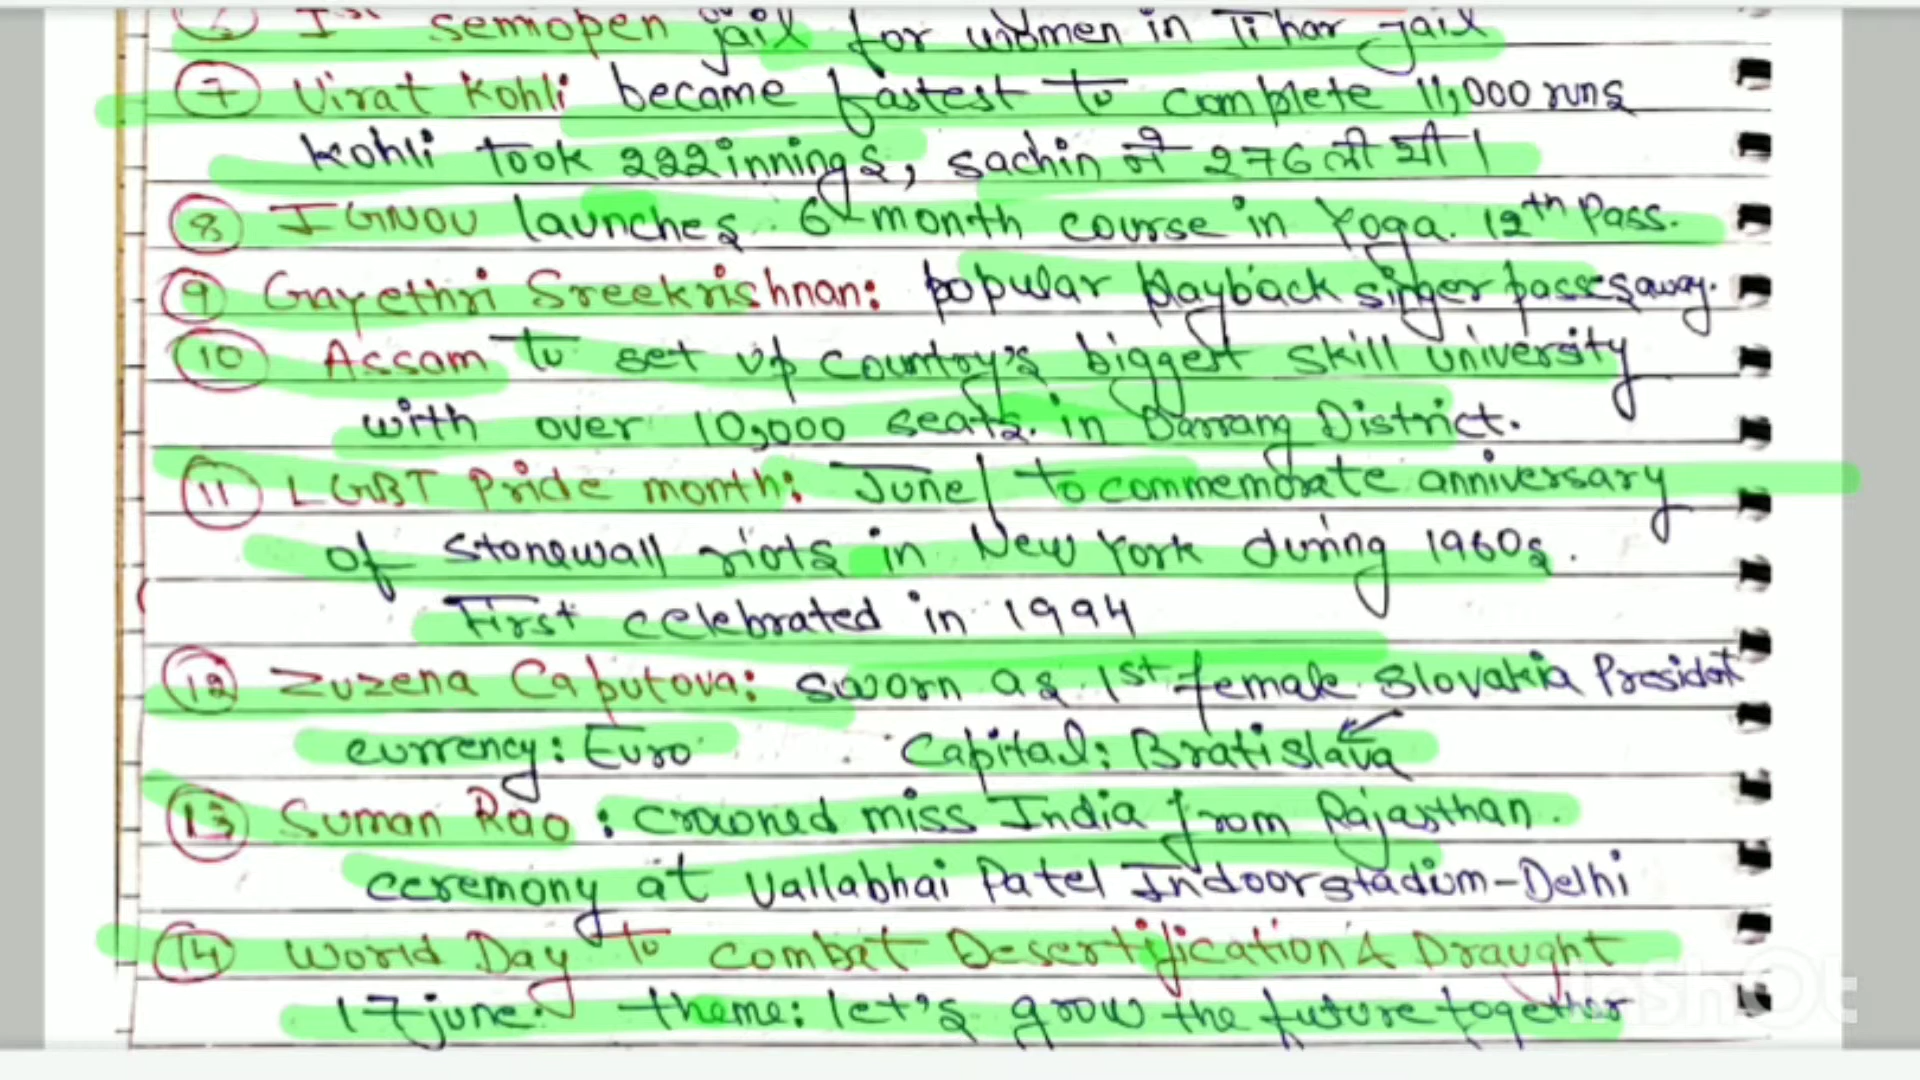 6 1st semiopen jail for women in Tihar jail
7 Virat Kohli became fastest to complete 11,000 runs
Kohli took 222 innings, sachin ने 276 ली थी।
8 IGNOU launches 6 month course in Yoga. 12th Pass.
9 Gayethri Sreekrishnan: popular playback singer passes away.
10 Assam to set up country's biggest skill university
with over 10,000 seats. in Darrang District.
11 LGBT Pride month: June / to commemorate anniversary
of stonewall riots in New York during 1960s.
First celebrated in 1994
12 Zuzena Caputova: sworn as 1st female Slovakia President
currency: Euro Capital: Bratislava
13 Suman Rao: crowned miss India from Rajasthan.
ceremony at Vallabhai Patel Indoor stadium-Delhi
14 World Day to combat Desertification & Draught
17 june. theme: let's grow the future together
InShOt